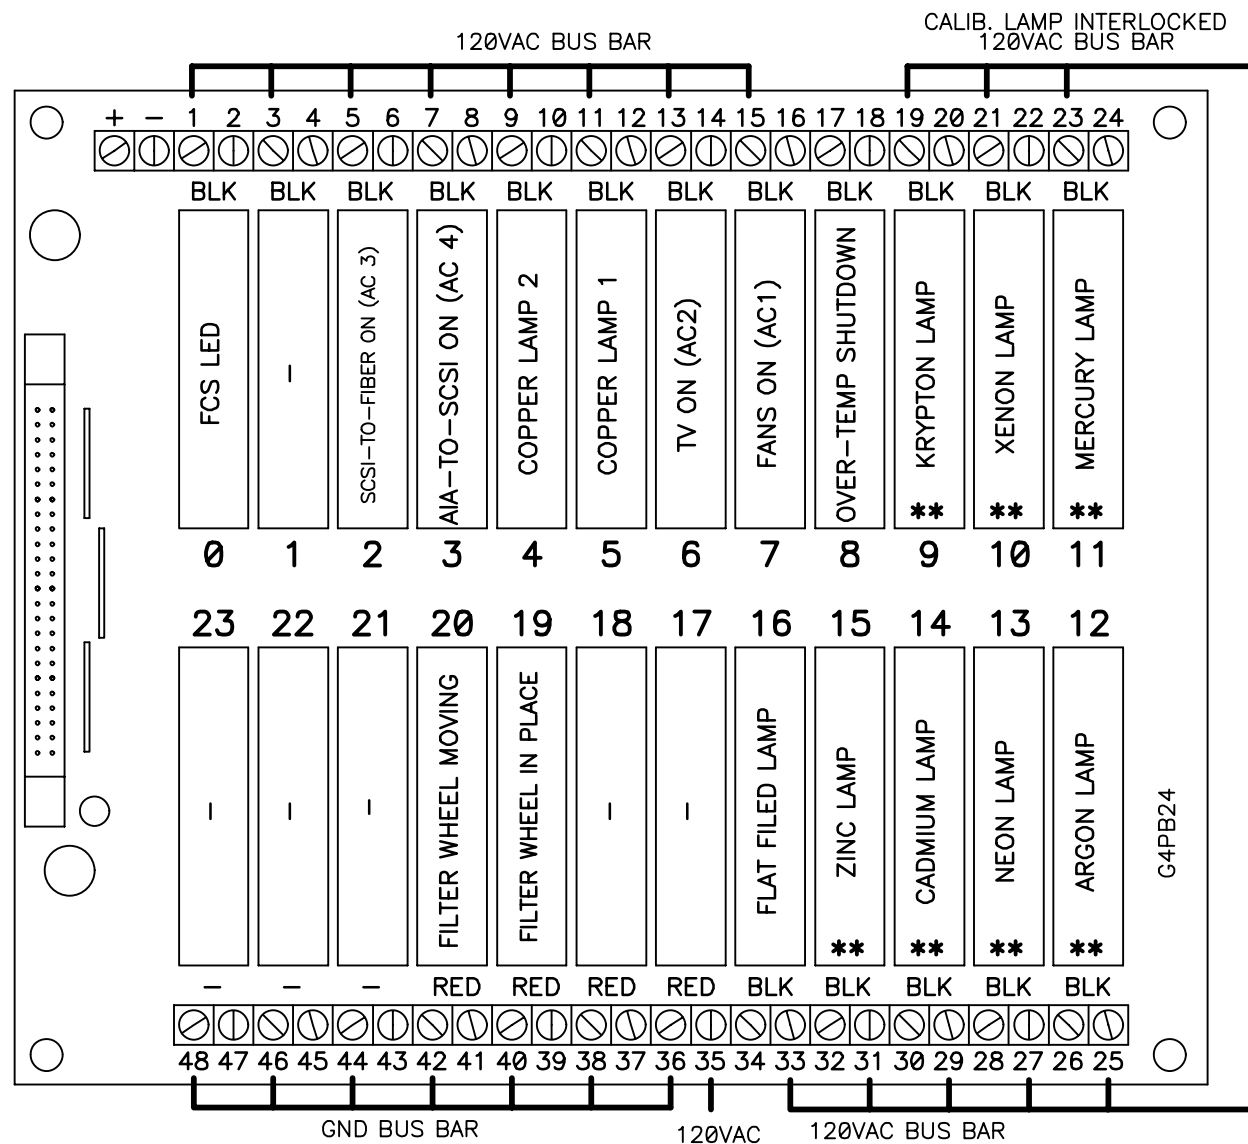 CALIB. LAMP INTERLOCKED
120VAC BUS BAR 120VAC BUS BAR
+ − 1 2 3 4 5 6 7 8 9 10 11 12 13 14 15 16 17 18 19 20 21 22 23 24
BLK BLK BLK BLK BLK BLK BLK BLK BLK BLK BLK BLK
FCS LED
−
SCSI−TO−FIBER ON (AC 3)
AIA−TO−SCSI ON (AC 4)
COPPER LAMP 2
COPPER LAMP 1
TV ON (AC2)
FANS ON (AC1)
OVER−TEMP SHUTDOWN
** KRYPTON LAMP
** XENON LAMP
** MERCURY LAMP
0 1 2 3 4 5 6 7 8 9 10 11
23 22 21 20 19 18 17 16 15 14 13 12
−
−
−
FILTER WHEEL MOVING
FILTER WHEEL IN PLACE
−
−
FLAT FILED LAMP
** ZINC LAMP
** CADMIUM LAMP
** NEON LAMP
** ARGON LAMP
G4PB24
− − − RED RED RED RED BLK BLK BLK BLK BLK
48 47 46 45 44 43 42 41 40 39 38 37 36 35 34 33 32 31 30 29 28 27 26 25
GND BUS BAR 120VAC 120VAC BUS BAR